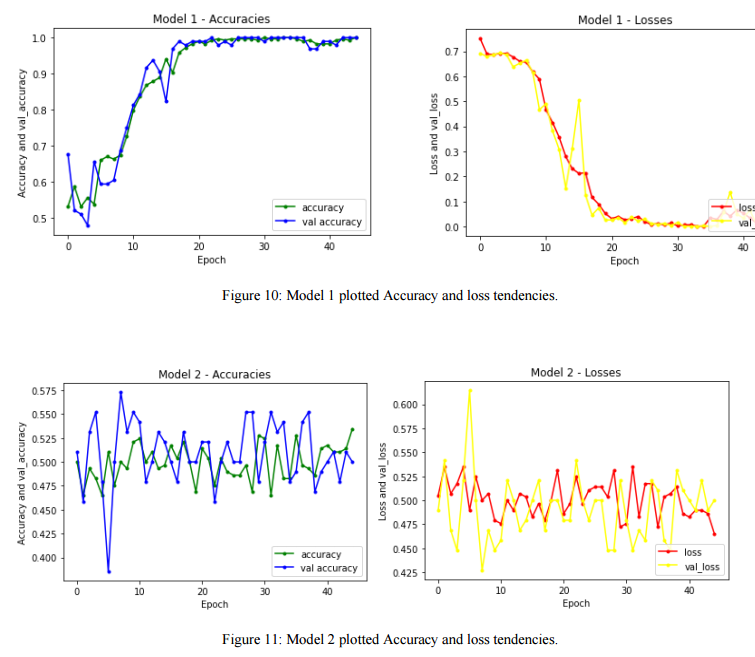 Model 1 - Accuracies
Accuracy and val_accuracy
1.0
0.9
0.8
0.7
0.6
0.5
0
10
20
30
40
Epoch
accuracy
val accuracy
Model 1 - Losses
Loss and val_loss
0.7
0.6
0.5
0.4
0.3
0.2
0.1
0.0
0
10
20
30
40
Epoch
loss
val_
Figure 10: Model 1 plotted Accuracy and loss tendencies.
Model 2 - Accuracies
Accuracy and val_accuracy
0.575
0.550
0.525
0.500
0.475
0.450
0.425
0.400
0
10
20
30
40
Epoch
accuracy
val accuracy
Model 2 - Losses
Loss and val_loss
0.600
0.575
0.550
0.525
0.500
0.475
0.450
0.425
0
10
20
30
40
Epoch
loss
val_loss
Figure 11: Model 2 plotted Accuracy and loss tendencies.